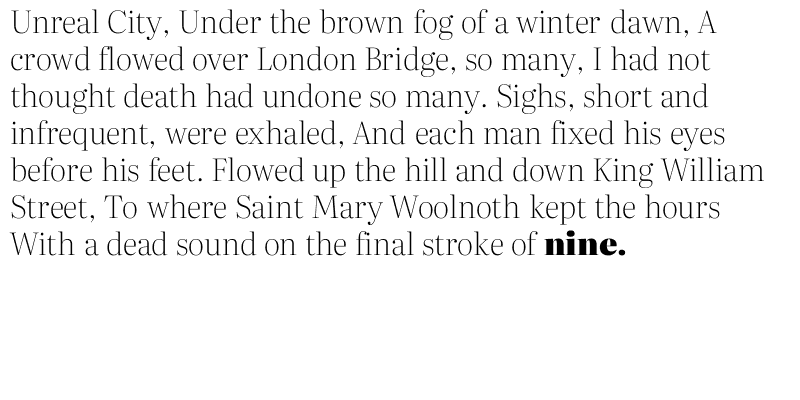 Unreal City, Under the brown fog of a winter dawn, A
crowd flowed over London Bridge, so many, I had not
thought death had undone so many. Sighs, short and
infrequent, were exhaled, And each man fixed his eyes
before his feet. Flowed up the hill and down King William
Street, To where Saint Mary Woolnoth kept the hours
With a dead sound on the final stroke of nine.